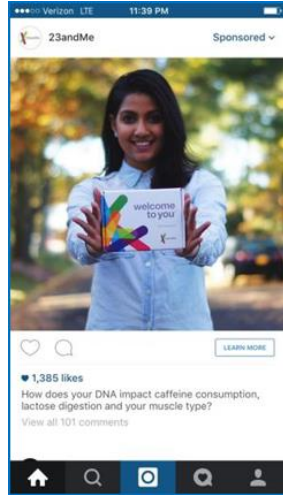 Verizon LTE 11:39 PM
23andMe Sponsored
welcome
to you
LEARN MORE
1,385 likes
How does your DNA impact caffeine consumption,
lactose digestion and your muscle type?
View all 101 comments